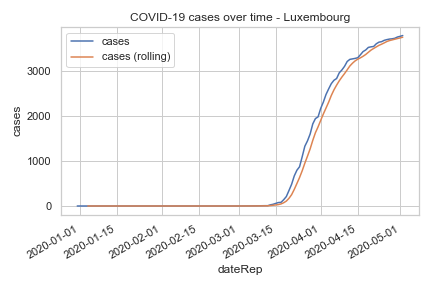 COVID-19 cases over time - Luxembourg
cases
cases (rolling)
cases
3000
2000
1000
0
2020-01-01
2020-01-15
2020-02-01
2020-02-15
2020-03-01
2020-03-15
2020-04-01
2020-04-15
2020-05-01
dateRep